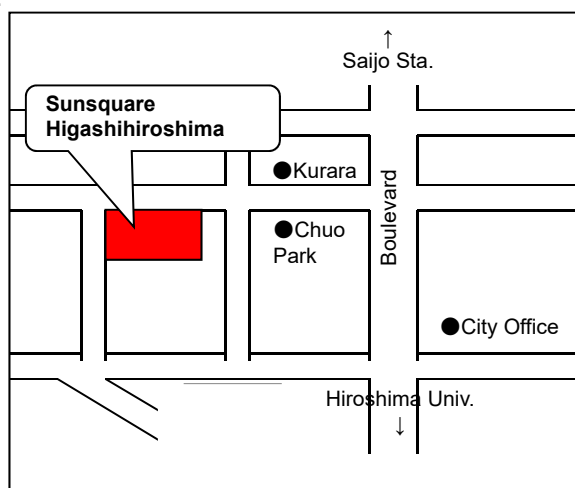 ↑
Saijo Sta.
Sunsquare
Higashihiroshima
●Kurara
Boulevard
●Chuo
Park
●City Office
Hiroshima Univ.
↓